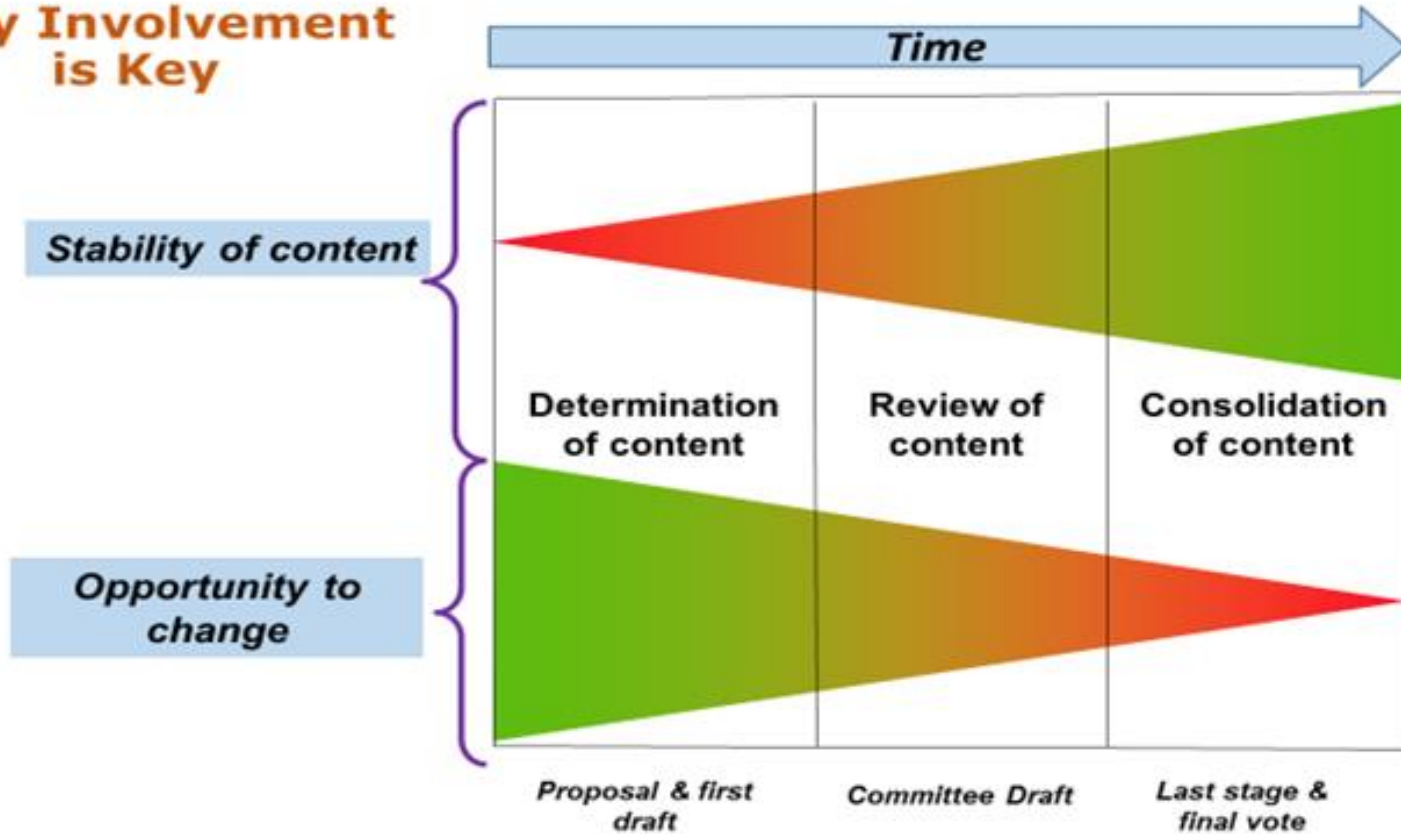 y Involvement
is Key
Time
Stability of content
Determination
of content
Review of
content
Consolidation
of content
Opportunity to
change
Proposal & first
draft
Committee Draft
Last stage &
final vote